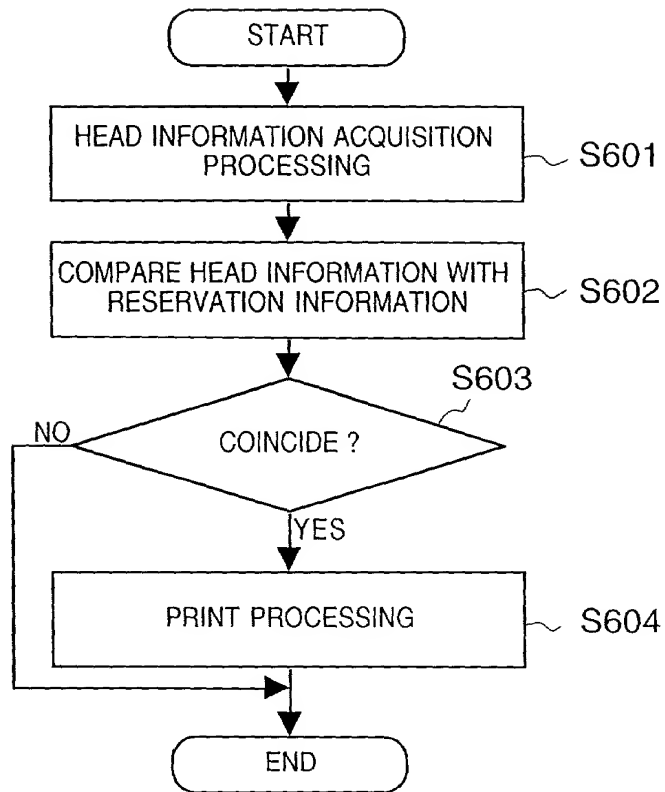 START
HEAD INFORMATION ACQUISITION
PROCESSING
S601
COMPARE HEAD INFORMATION WITH
RESERVATION INFORMATION
S602
S603
NO
COINCIDE ?
YES
PRINT PROCESSING
S604
END